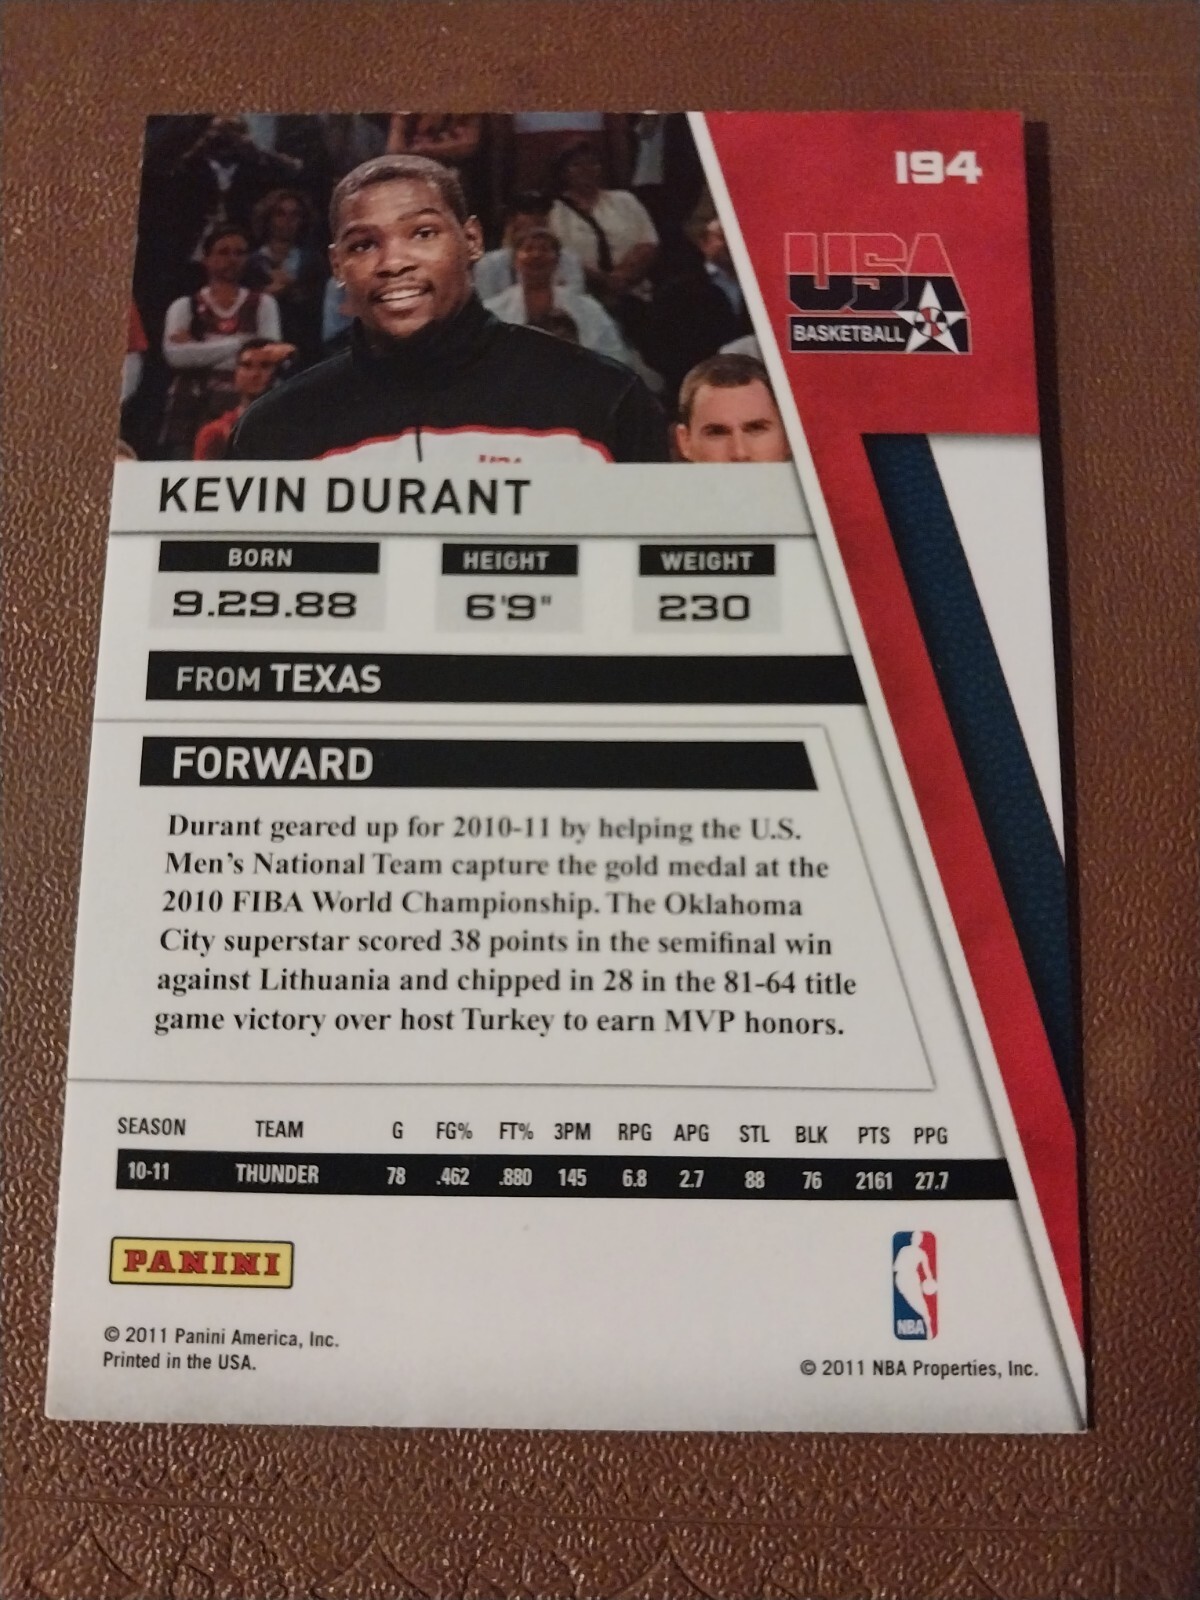 194
USA
BASKETBALL
KEVIN DURANT
BORN HEIGHT WEIGHT
9.29.88 6'9" 230
FROM TEXAS
FORWARD
Durant geared up for 2010-11 by helping the U.S.
Men's National Team capture the gold medal at the
2010 FIBA World Championship. The Oklahoma
City superstar scored 38 points in the semifinal win
against Lithuania and chipped in 28 in the 81-64 title
game victory over host Turkey to earn MVP honors.
SEASON TEAM G FG% FT% 3PM RPG APG STL BLK PTS PPG
10-11 THUNDER 78 .462 .880 145 6.8 2.7 88 76 2161 27.7
PANINI
NBA
© 2011 Panini America, Inc.
Printed in the USA.
© 2011 NBA Properties, Inc.